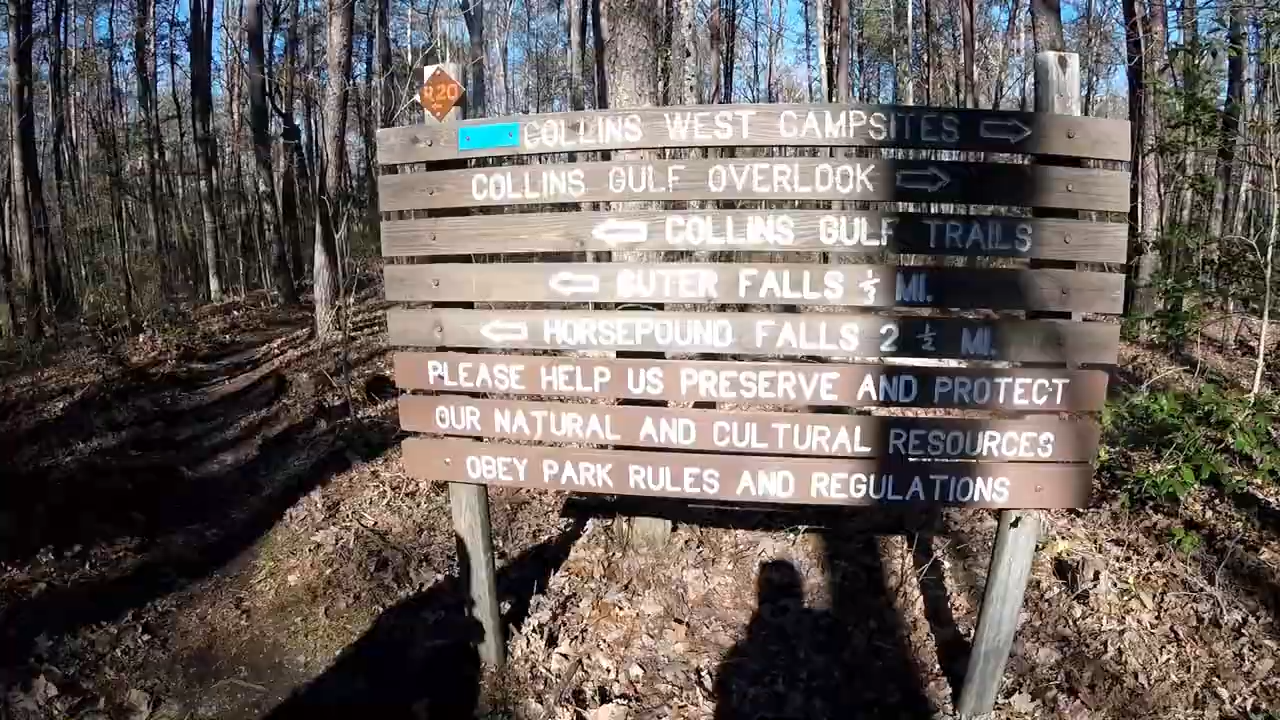 R20
COLLINS WEST CAMPSITES
COLLINS GULF OVERLOOK
COLLINS GULF TRAILS
SUTER FALLS ½ MI.
HORSEPOUND FALLS 2 ½ MI.
PLEASE HELP US PRESERVE AND PROTECT
OUR NATURAL AND CULTURAL RESOURCES
OBEY PARK RULES AND REGULATIONS